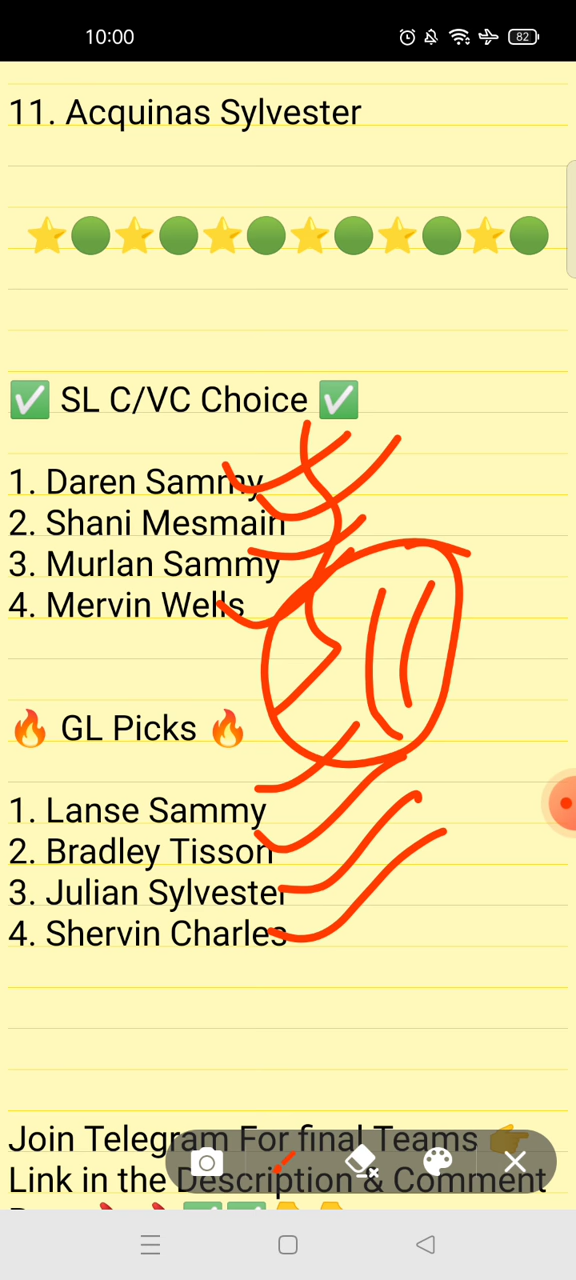 10:00
82
11. Acquinas Sylvester
SL C/VC Choice
1. Daren Sammy
2. Shani Mesmain
3. Murlan Sammy
4. Mervin Wells
GL Picks
1. Lanse Sammy
2. Bradley Tisson
3. Julian Sylvester
4. Shervin Charles
Join Telegram For final Teams
Link in the Description & Comment